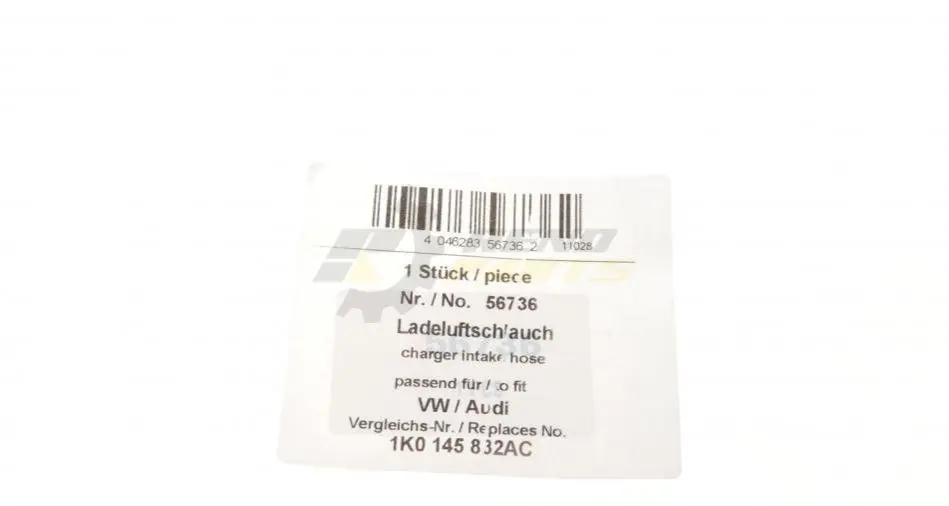 4 046283 56736 2 11028
1 Stück / piece
Nr. / No. 56736
Ladeluftschlauch
charger intake hose
passend für / to fit
VW / Audi
Vergleichs-Nr. / Replaces No.
1K0 145 832AC